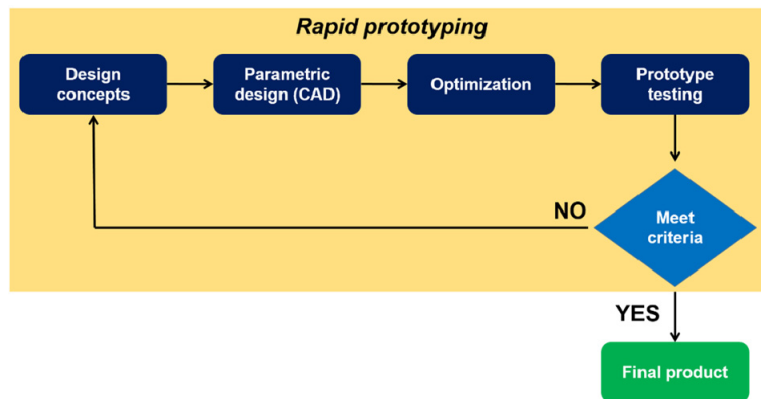 Rapid prototyping
Design
concepts
Parametric
design (CAD)
Optimization
Prototype
testing
NO
Meet
criteria
YES
Final product